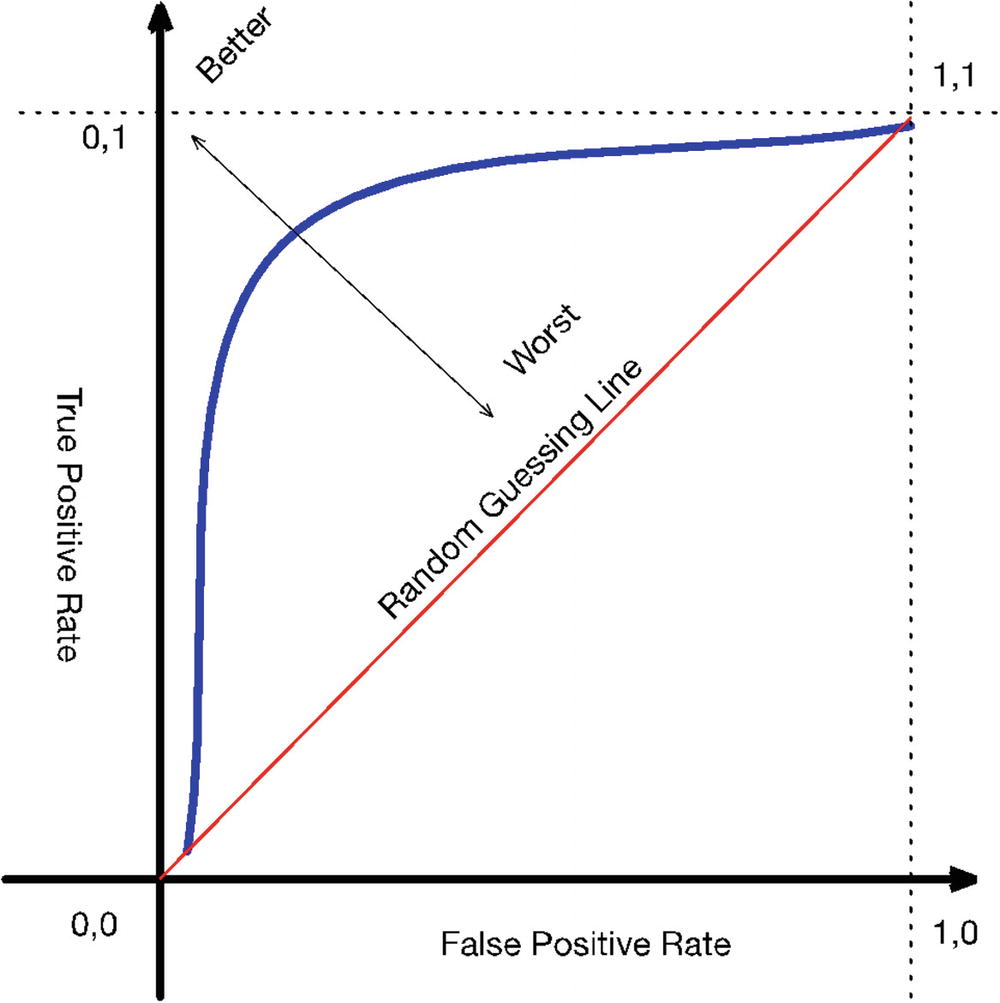 Better
1,1
0,1
Worst
Random Guessing Line
True Positive Rate
0,0
False Positive Rate
1,0